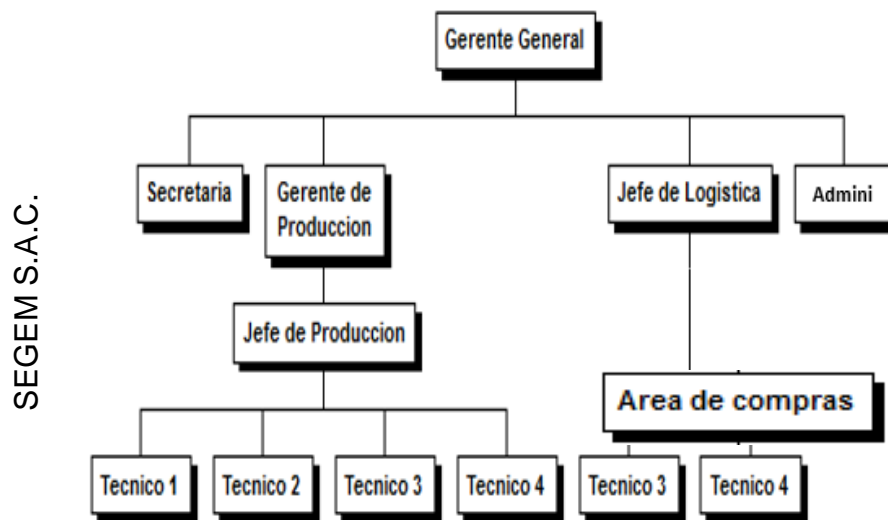 SEGEM S.A.C.
Gerente General
Secretaria
Gerente de
Produccion
Jefe de Logistica
Admini
Jefe de Produccion
Area de compras
Tecnico 1
Tecnico 2
Tecnico 3
Tecnico 4
Tecnico 3
Tecnico 4